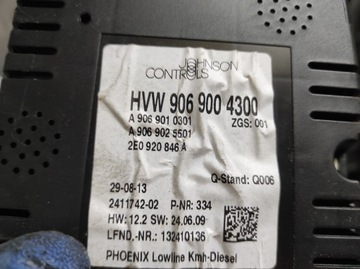 JOHNSON
CONTROLS
HVW 906 900 4300
A 906 901 0301 ZGS: 001
A 906 902 5501
2E0 920 846 A
Q-Stand: Q006
29-08-13
2411742-02 P-NR: 334
HW: 12.2 SW: 24.06.09
LFND.-NR.: 132410136
PHOENIX Lowline Kmh-Diesel